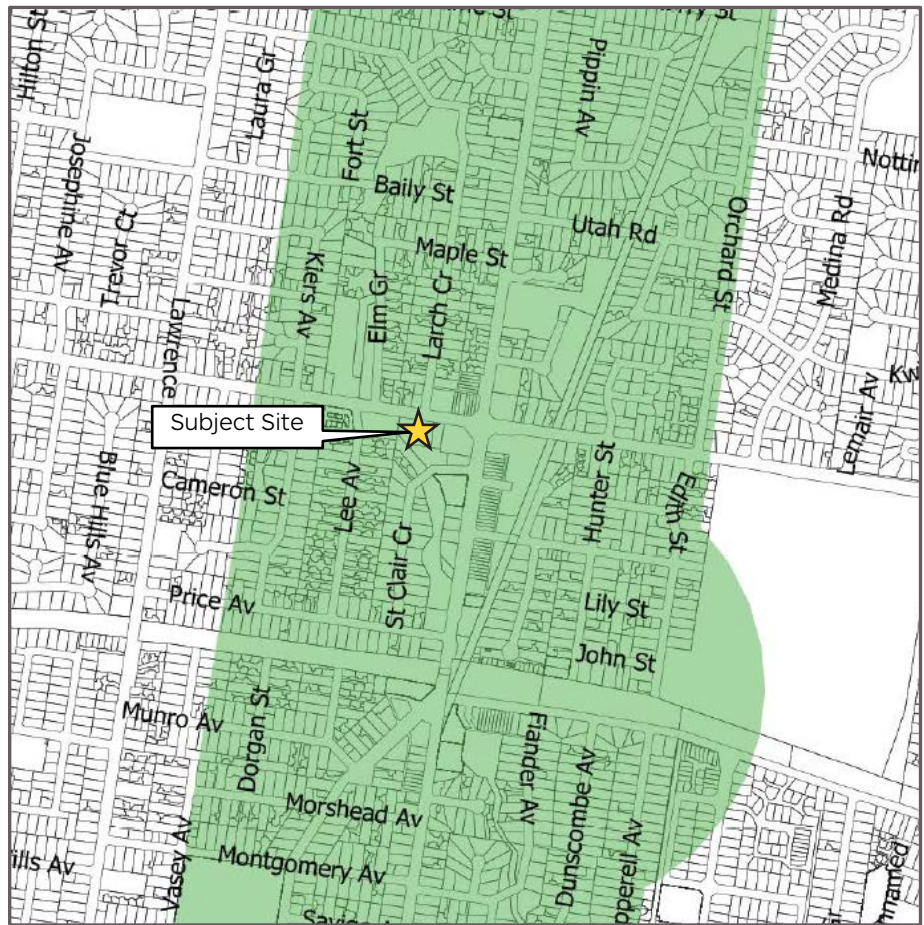 Pippin Av
Hilton St
Laura Gr
Fort St
Baily St
Josephine Av
Trevor Ct
Maple St
Utah Rd
Orchard St
Medina Rd
Kiers Av
Elm Gr
Larch Cr
Lawrence
Lemair Av
Subject Site
Blue Hills Av
Cameron St
Lee Av
St Clair Cr
Hunter St
Edith St
Price Av
Lily St
John St
Munro Av
Dorgan St
Flander Av
Dunscombe Av
Morshead Av
Montgomery Av
Vasey Av